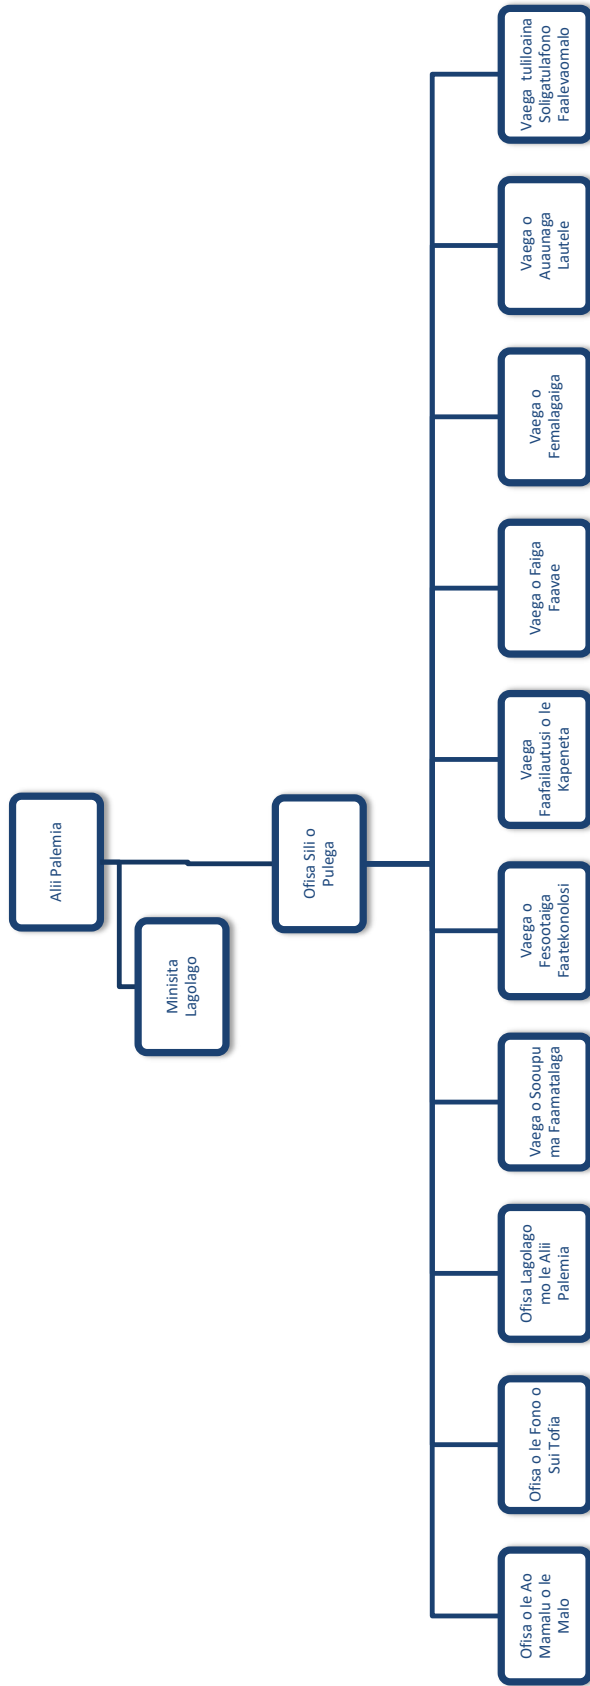 Alii Palemia
Minisita
Lagolago
Ofisa Sili o
Pulega
Ofisa o le Ao
Mamalu o le
Malo
Ofisa o le Fono o
Sui Tofia
Ofisa Lagolago
mo le Alii
Palemia
Vaega o Sooupu
ma Faamatalaga
Vaega o
Fesootaiga
Faatekonolosi
Vaega
Faafailautusi o le
Kapeneta
Vaega o Faiga
Faavae
Vaega o
Femalagaiga
Vaega o
Auaunaga
Lautele
Vaega tuliloaina
Soligatulafono
Faalevaomalo